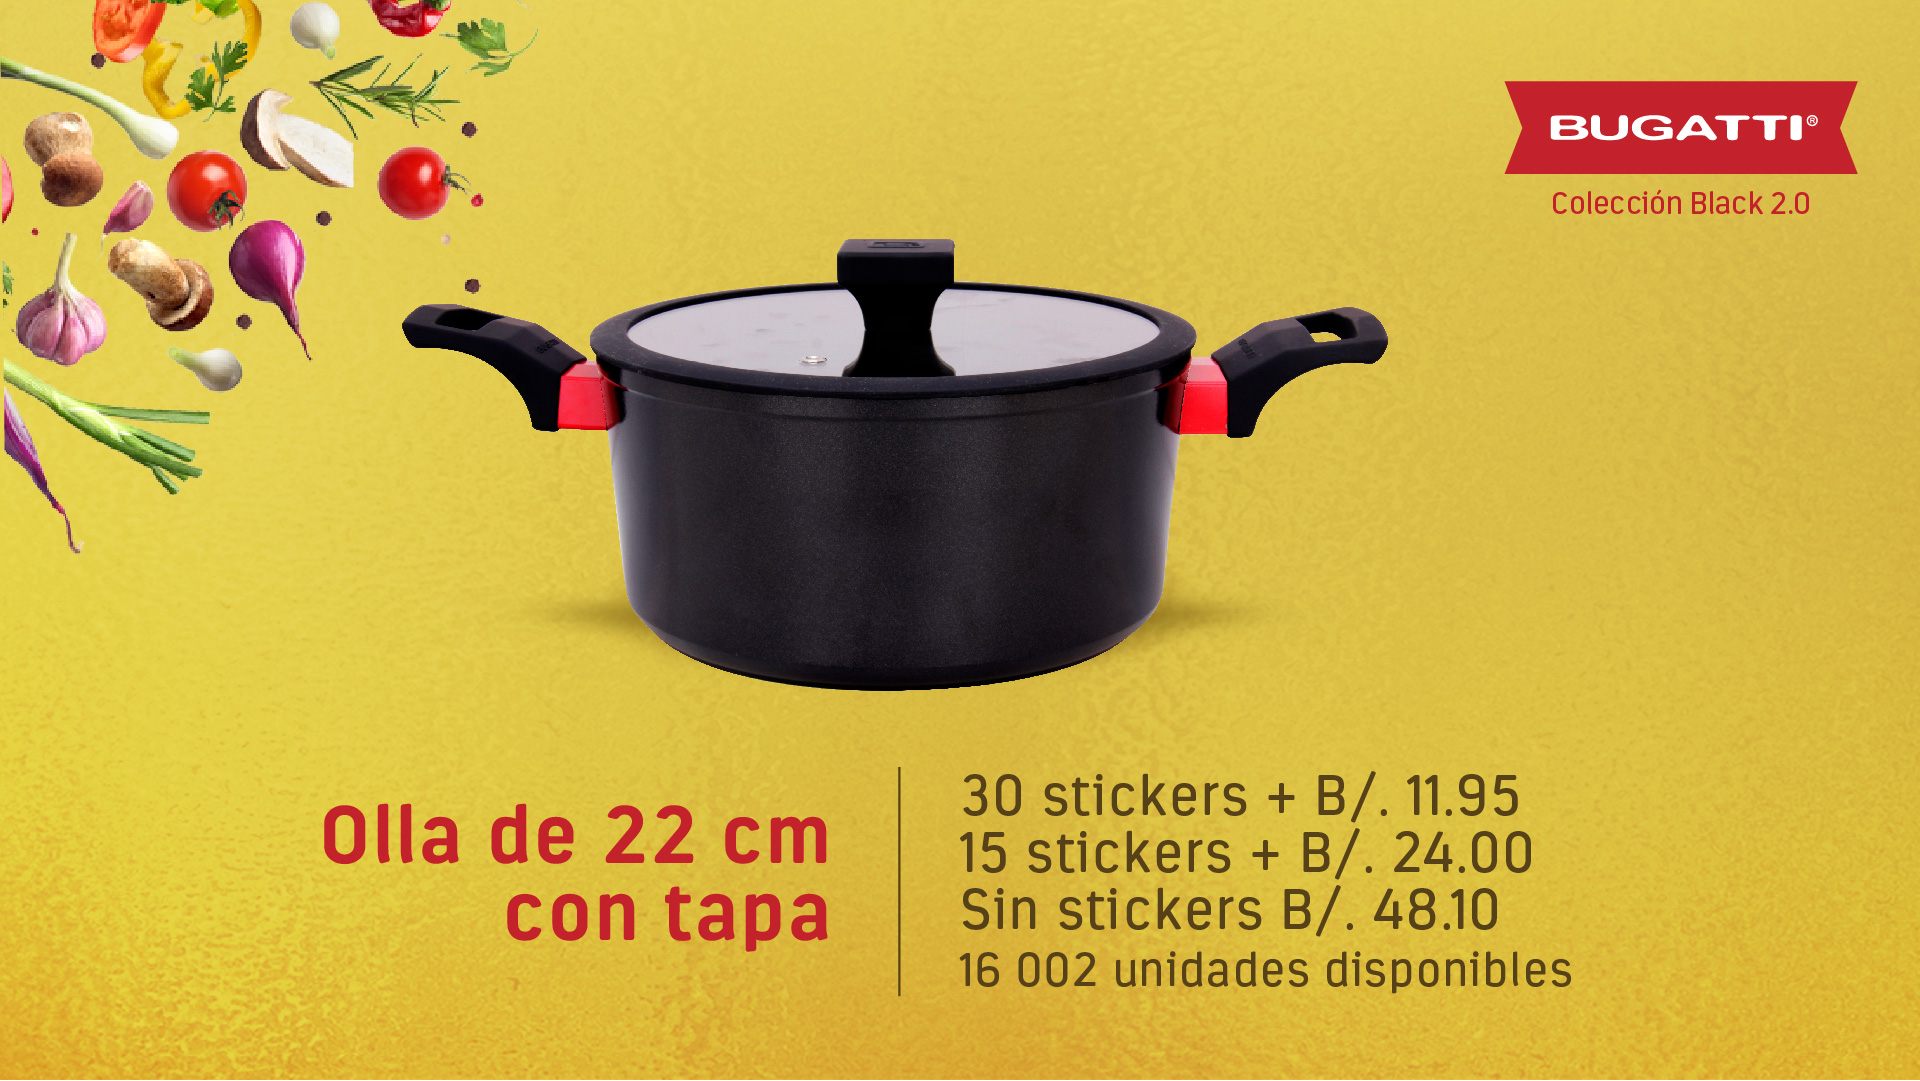 BUGATTI®
Colección Black 2.0
Olla de 22 cm
con tapa
30 stickers + B/. 11.95
15 stickers + B/. 24.00
Sin stickers B/. 48.10
16 002 unidades disponibles